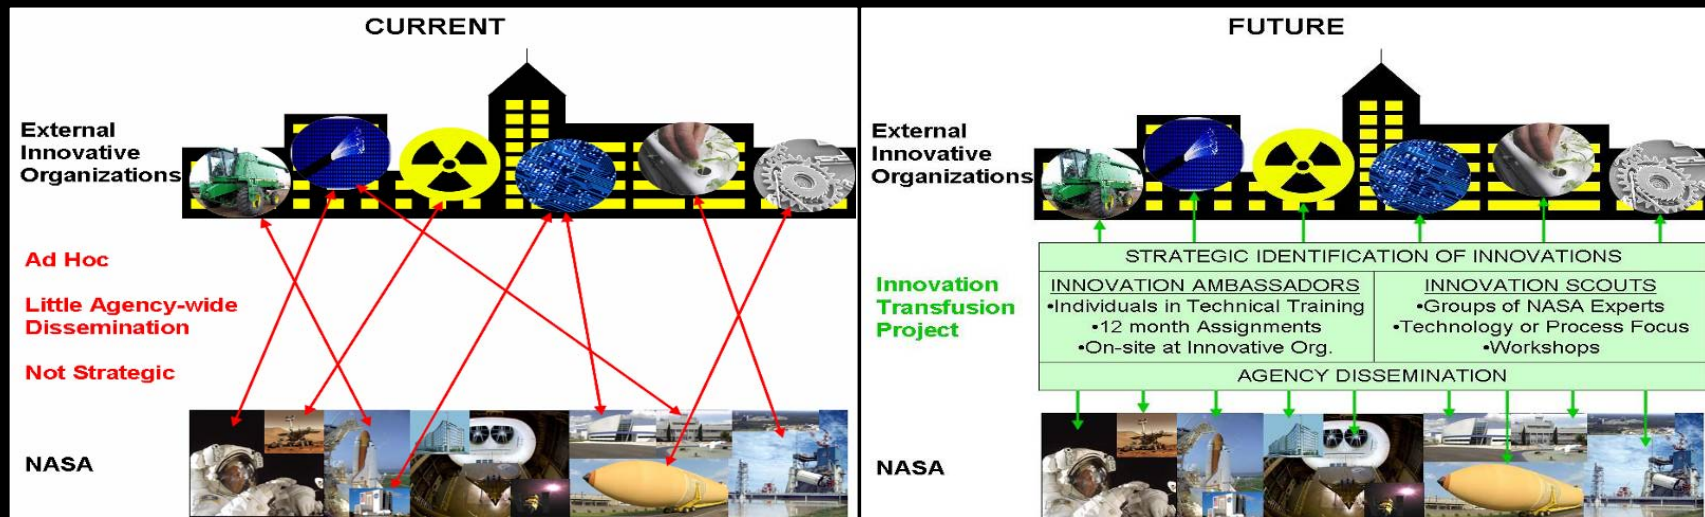 CURRENT
External
Innovative
Organizations
Ad Hoc
Little Agency-wide
Dissemination
Not Strategic
NASA
FUTURE
External
Innovative
Organizations
Innovation
Transfusion
Project
STRATEGIC IDENTIFICATION OF INNOVATIONS
INNOVATION AMBASSADORS
•Individuals in Technical Training
•12 month Assignments
•On-site at Innovative Org.
INNOVATION SCOUTS
•Groups of NASA Experts
•Technology or Process Focus
•Workshops
AGENCY DISSEMINATION
NASA